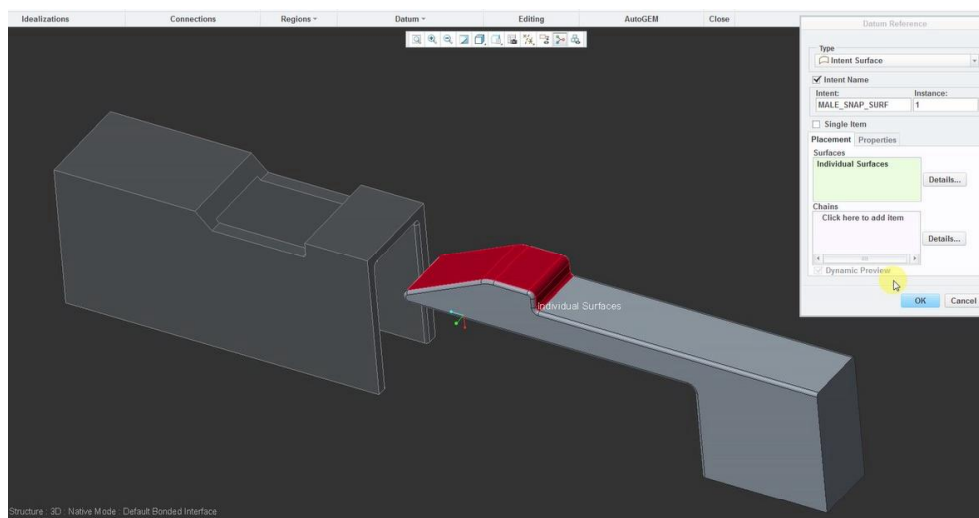 Idealizations Connections Regions Datum Editing AutoGEM Close
Datum Reference
Type
Intent Surface
Intent Name
Intent: Instance:
MALE_SNAP_SURF 1
Single Item
Placement Properties
Surfaces
Individual Surfaces
Details...
Chains
Click here to add item
Details...
Dynamic Preview
OK Cancel
Individual Surfaces
Structure : 3D : Native Mode : Default Bonded Interface